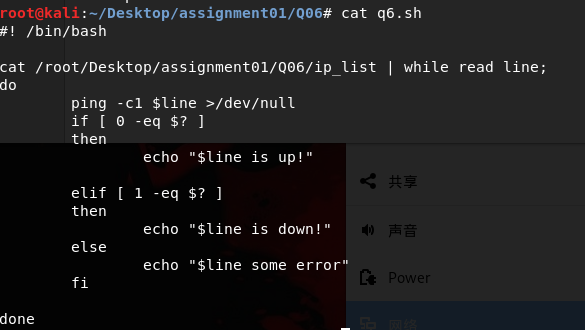 root@kali:~/Desktop/assignment01/Q06# cat q6.sh
#! /bin/bash
cat /root/Desktop/assignment01/Q06/ip_list | while read line;
do
ping -c1 $line >/dev/null
if [ 0 -eq $? ]
then
echo "$line is up!"
elif [ 1 -eq $? ]
then
echo "$line is down!"
else
echo "$line some error"
fi
done
共享
声音
Power
网络